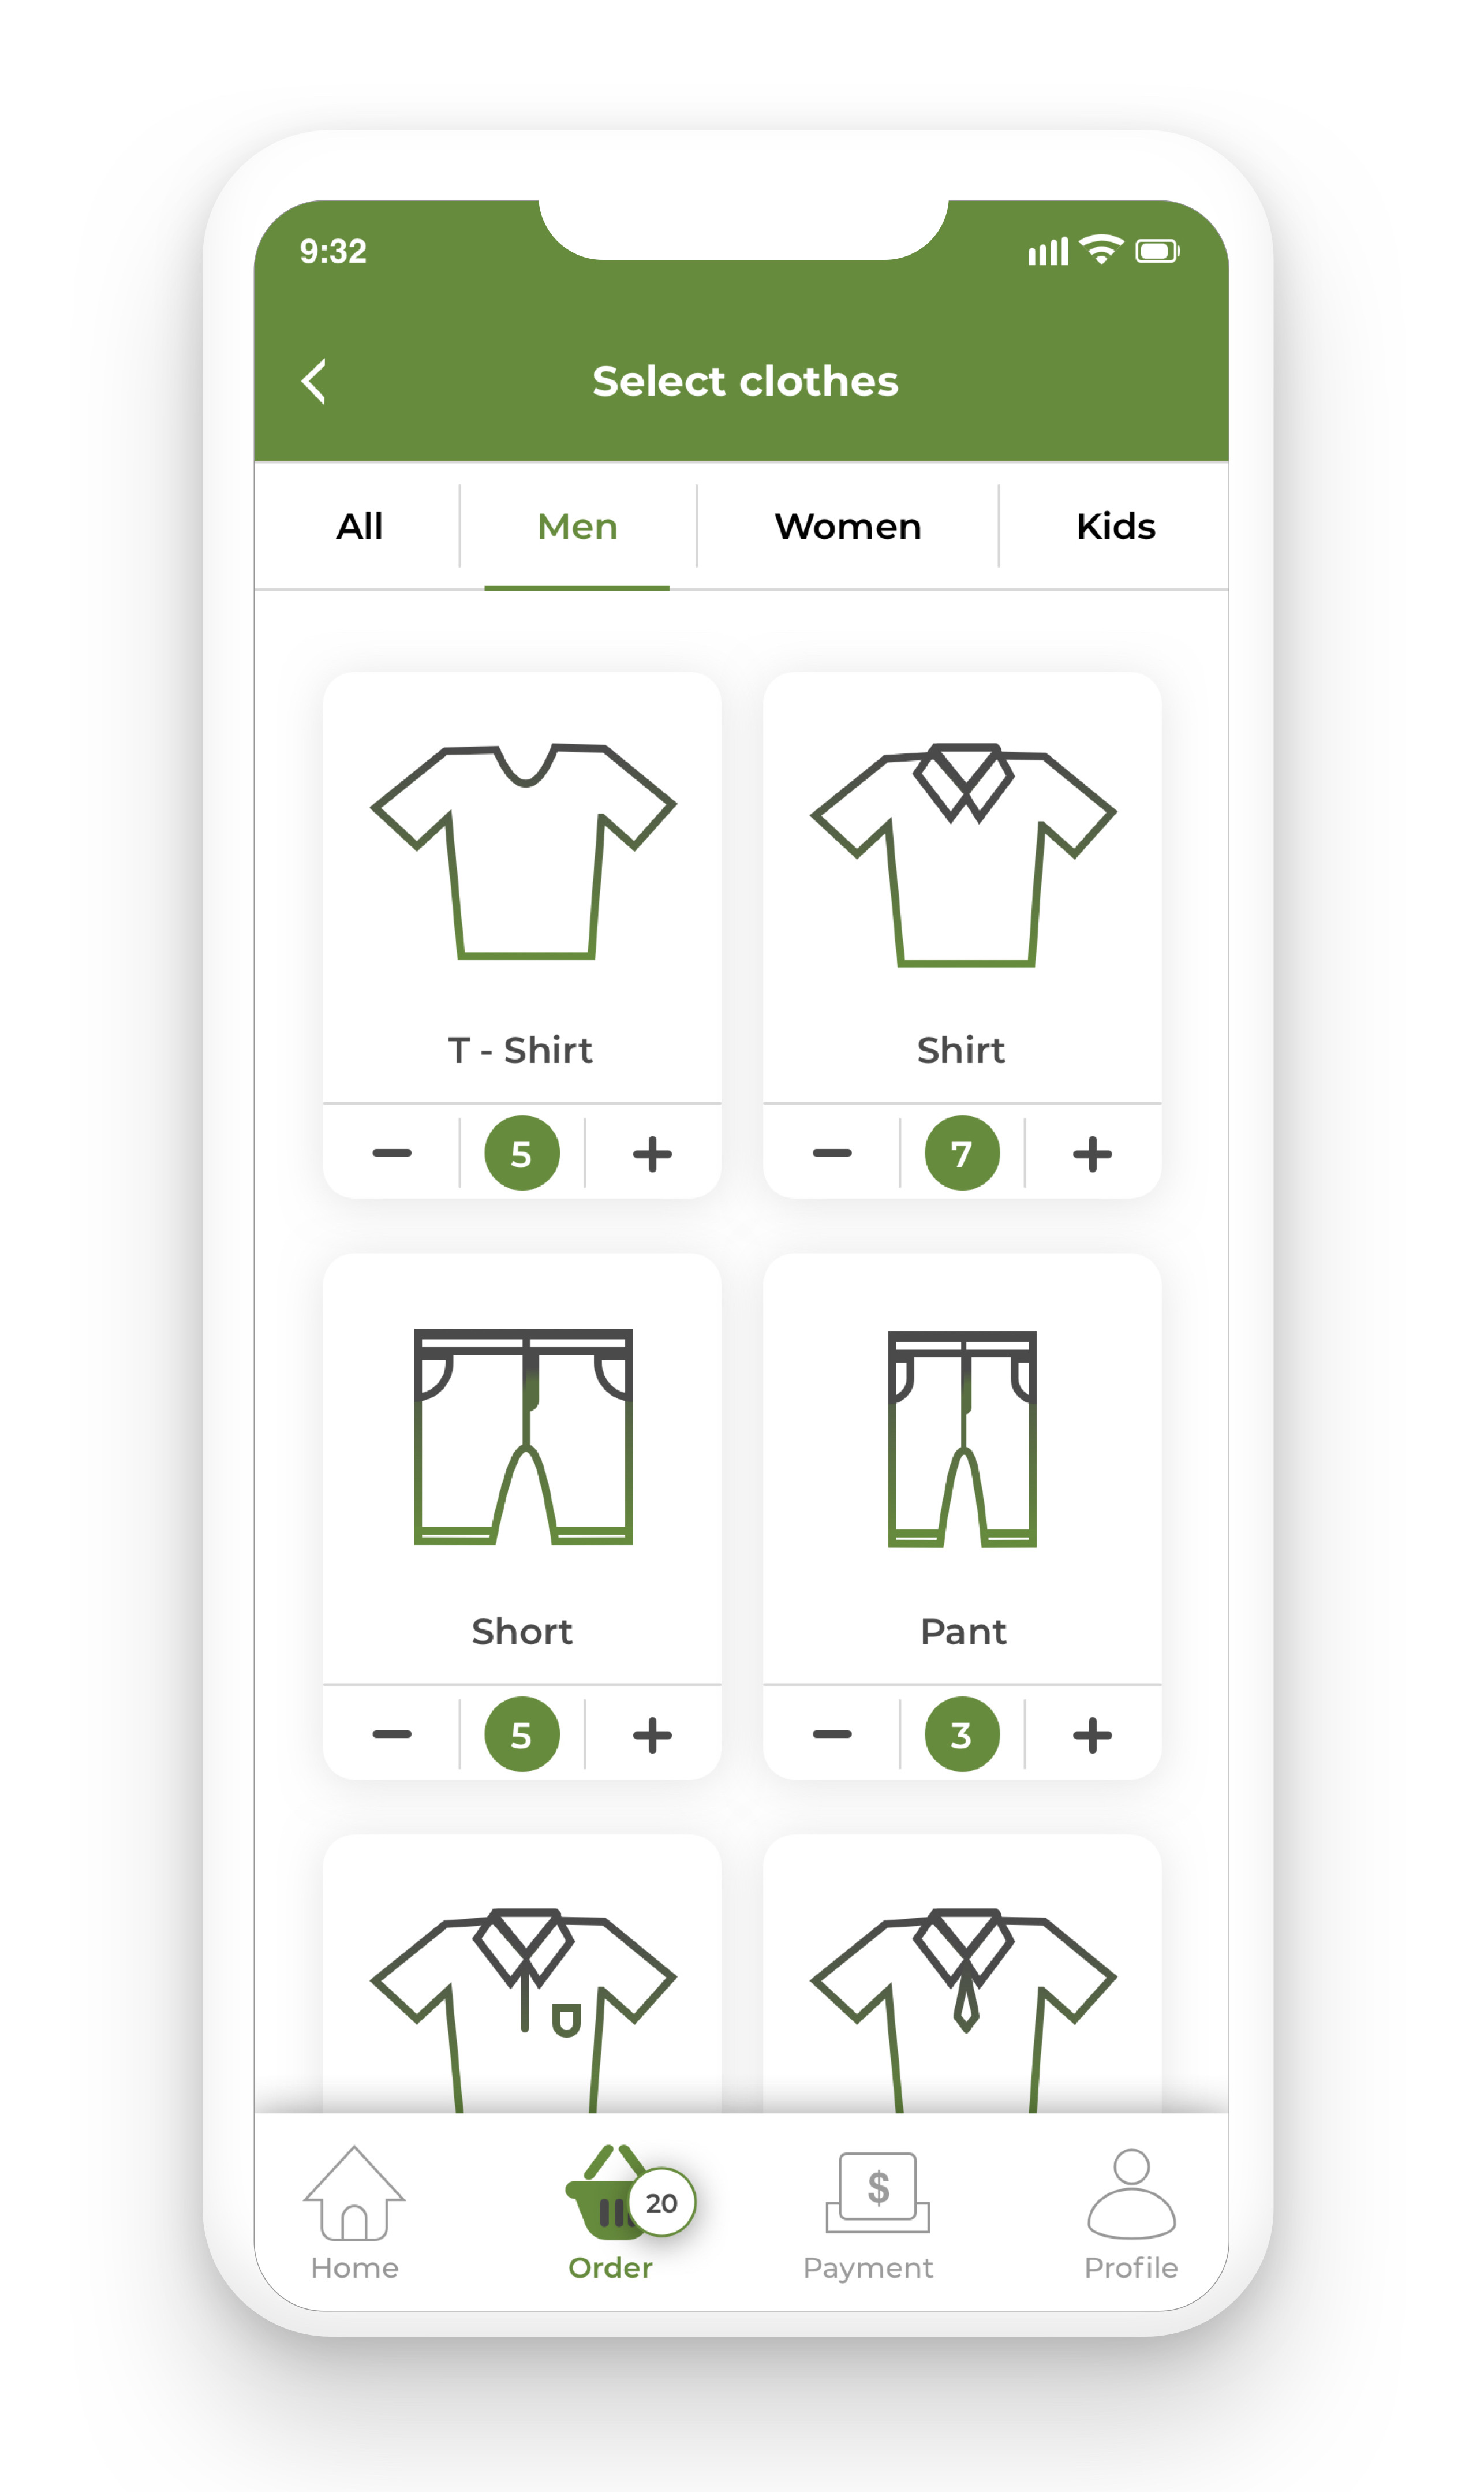 9:32
Select clothes
All Men Women Kids
T - Shirt Shirt
5 7
Short Pant
5 3
$
20
Home Order Payment Profile